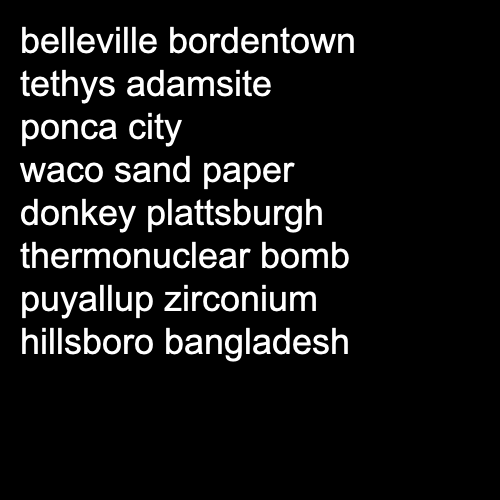 belleville bordentown
tethys adamsite
ponca city
waco sand paper
donkey plattsburgh
thermonuclear bomb
puyallup zirconium
hillsboro bangladesh